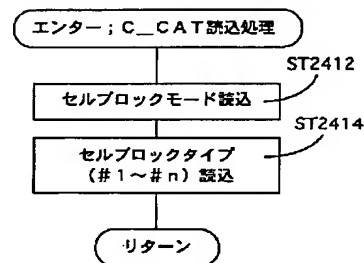 エンター;C__CAT読込処理
ST2412
セルブロックモード読込
ST2414
セルブロックタイプ
(#1~#n)読込
リターン